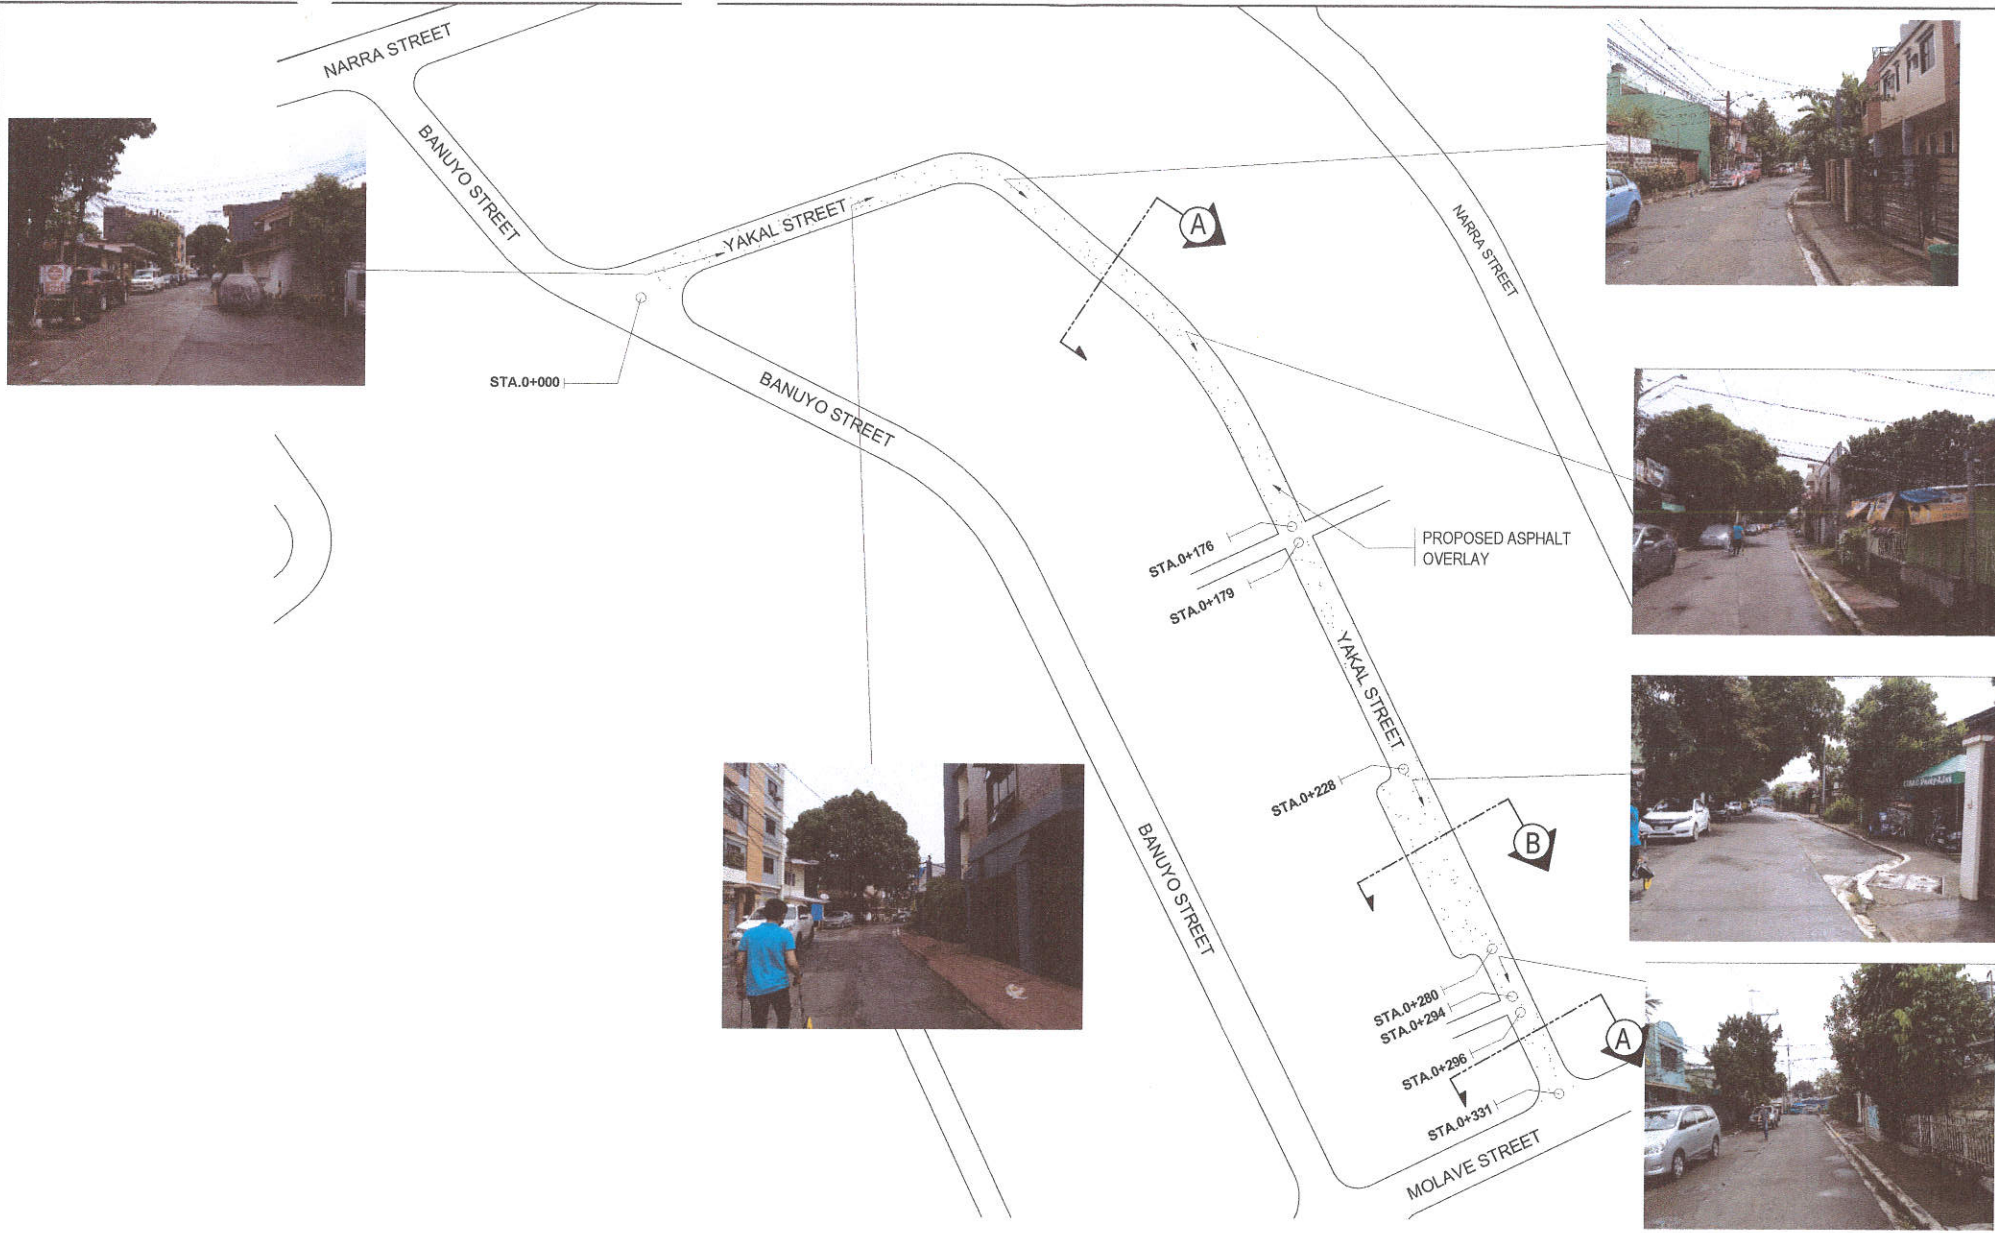 NARRA STREET
BANUYO STREET
YAKAL STREET
A
NARRA STREET
STA.0+000
BANUYO STREET
STA.0+176
PROPOSED ASPHALT
OVERLAY
STA.0+179
YAKAL STREET
STA.0+228
B
BANUYO STREET
STA.0+280
STA.0+294
A
STA.0+296
STA.0+331
MOLAVE STREET